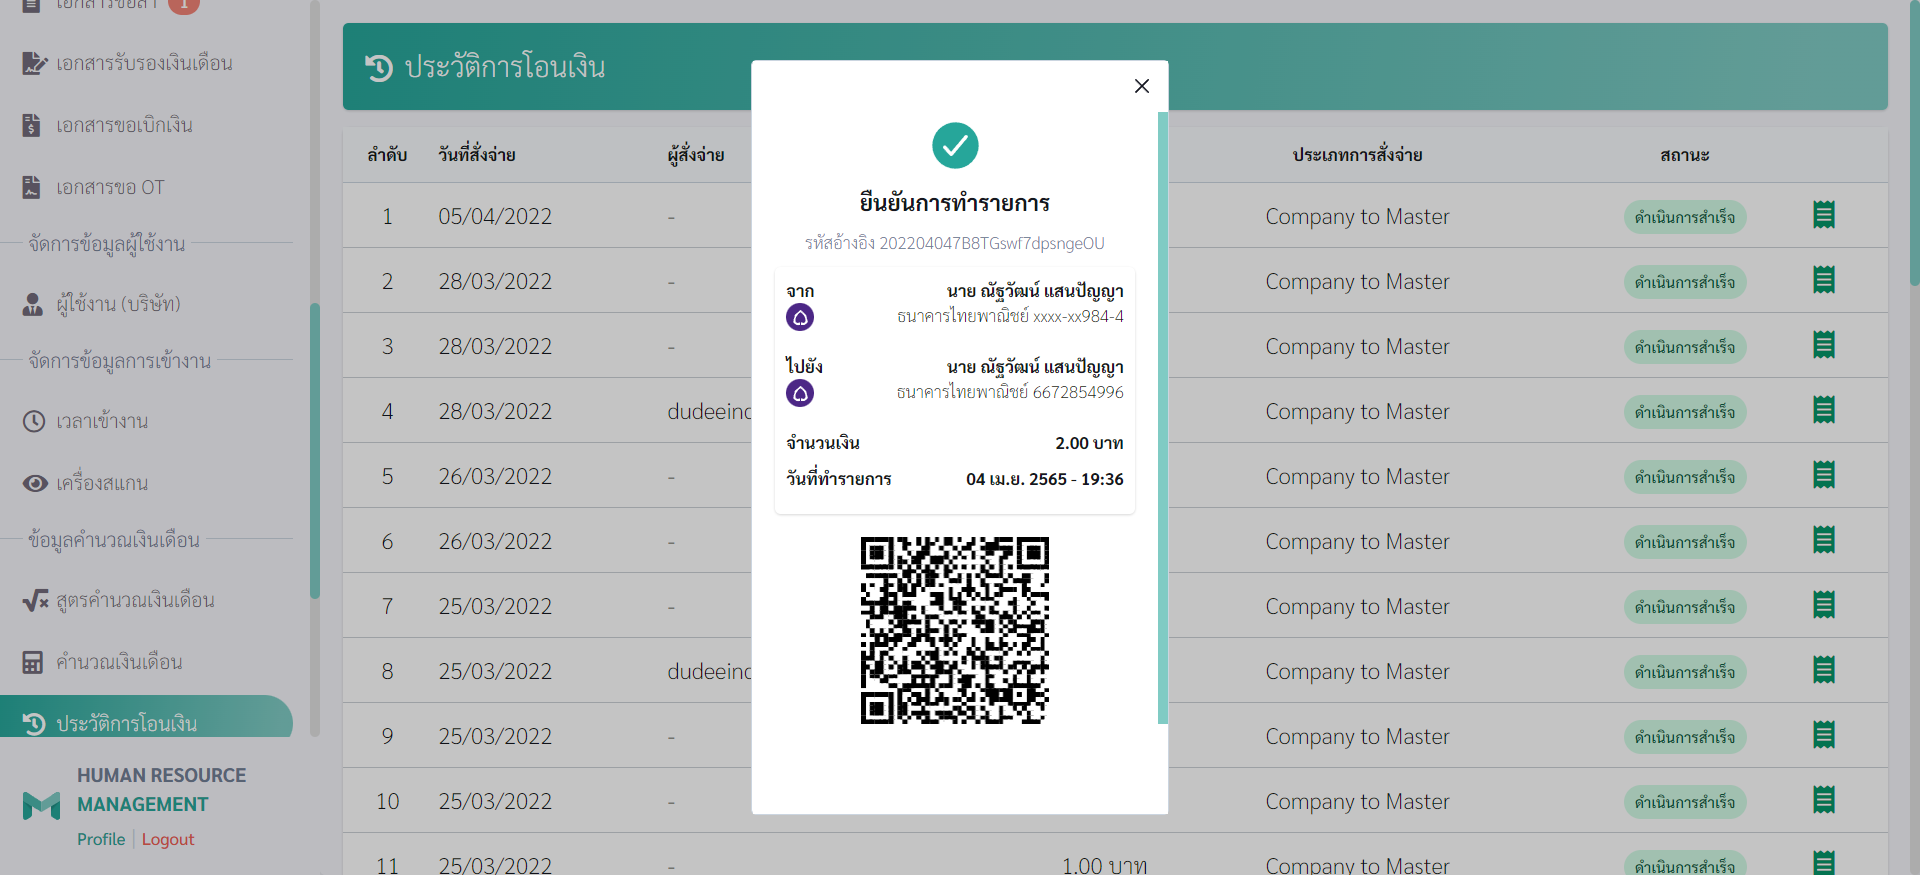 เอกสารขอลา 1
เอกสารรับรองเงินเดือน
เอกสารขอเบิกเงิน
เอกสารขอ OT
จัดการข้อมูลผู้ใช้งาน
ผู้ใช้งาน (บริษัท)
จัดการข้อมูลการเข้างาน
เวลาเข้างาน
เครื่องสแกน
ข้อมูลคำนวณเงินเดือน
สูตรคำนวณเงินเดือน
คำนวณเงินเดือน
ประวัติการโอนเงิน
HUMAN RESOURCE
MANAGEMENT
Profile Logout
ประวัติการโอนเงิน
ลำดับ วันที่สั่งจ่าย ผู้สั่งจ่าย ประเภทการสั่งจ่าย สถานะ
1 05/04/2022 - Company to Master ดำเนินการสำเร็จ
2 28/03/2022 - Company to Master ดำเนินการสำเร็จ
3 28/03/2022 - Company to Master ดำเนินการสำเร็จ
4 28/03/2022 Company to Master ดำเนินการสำเร็จ
5 26/03/2022 - Company to Master ดำเนินการสำเร็จ
6 26/03/2022 - Company to Master ดำเนินการสำเร็จ
7 25/03/2022 - Company to Master ดำเนินการสำเร็จ
8 25/03/2022 Company to Master ดำเนินการสำเร็จ
9 25/03/2022 - Company to Master ดำเนินการสำเร็จ
10 25/03/2022 - Company to Master ดำเนินการสำเร็จ
11 25/03/2022 - 1.00 บาท Company to Master ดำเนินการสำเร็จ
ยืนยันการทำรายการ
รหัสอ้างอิง 202204047B8TGswf7dpsngeOU
จาก นาย ณัฐวัฒน์ แสนปัญญา
ธนาคารไทยพาณิชย์ xxxx-xx984-4
ไปยัง นาย ณัฐวัฒน์ แสนปัญญา
ธนาคารไทยพาณิชย์ 6672854996
จำนวนเงิน 2.00 บาท
วันที่ทำรายการ 04 เม.ย. 2565 - 19:36